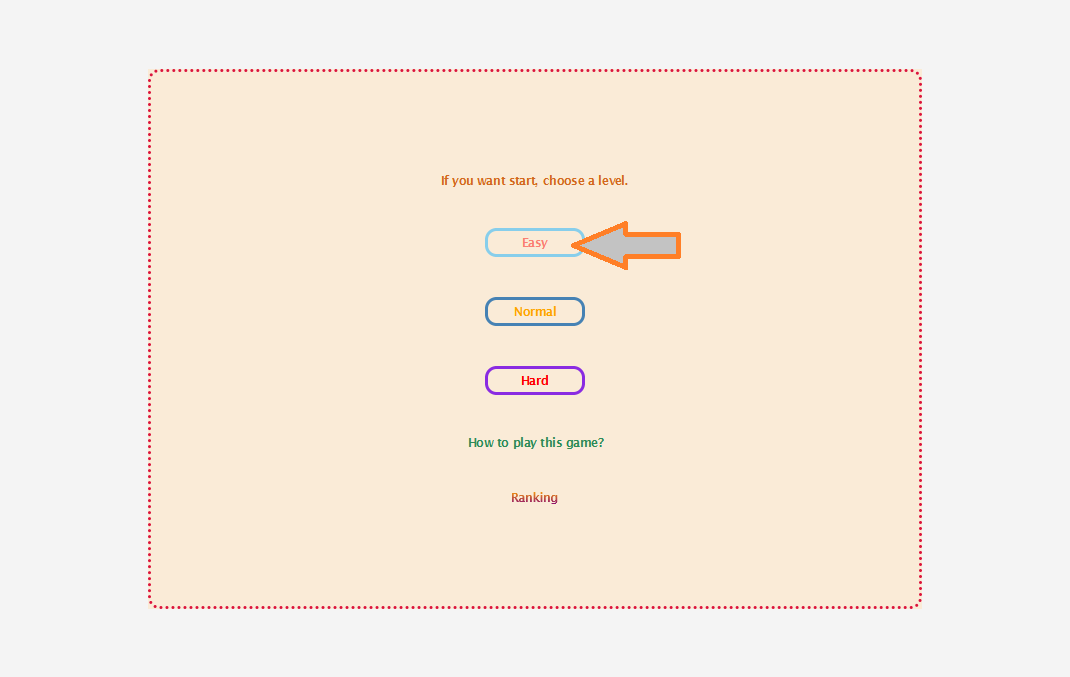 If you want start, choose a level.
Easy
Normal
Hard
How to play this game?
Ranking